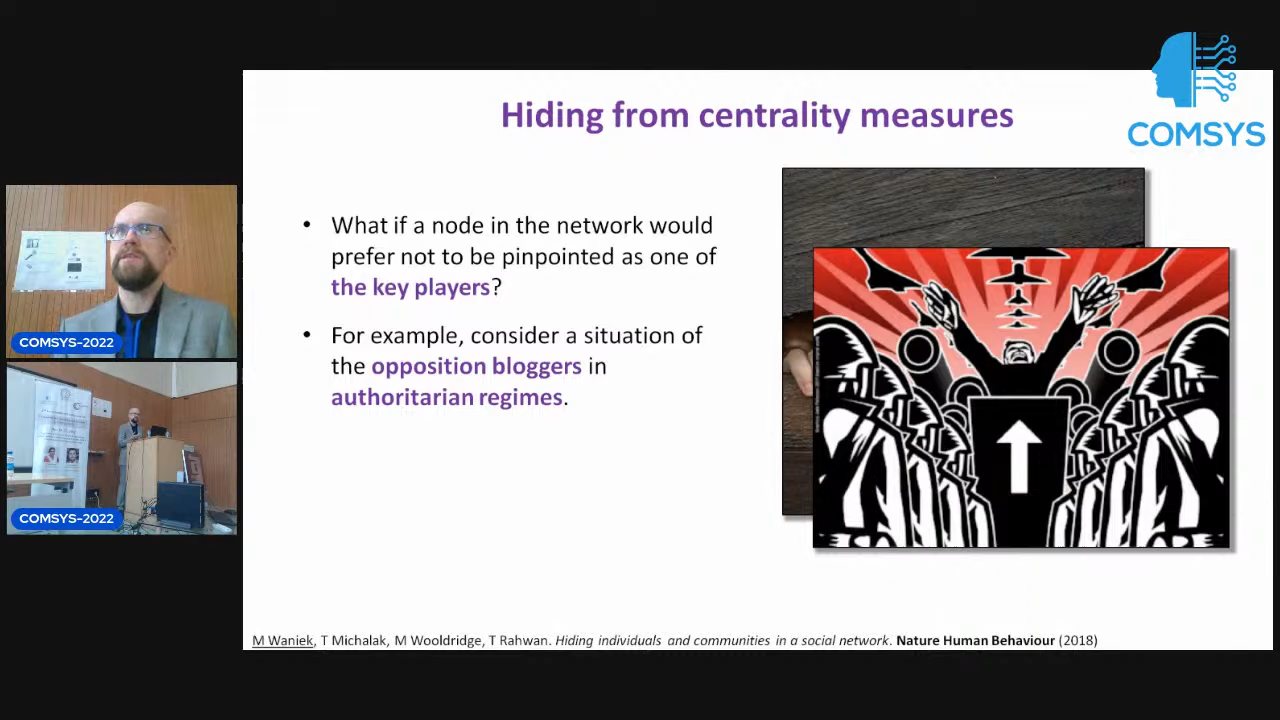 COMSYS
Hiding from centrality measures
• What if a node in the network would
prefer not to be pinpointed as one of
the key players?
• For example, consider a situation of
the opposition bloggers in
authoritarian regimes.
COMSYS-2022
COMSYS-2022
M Waniek, T Michalak, M Wooldridge, T Rahwan. Hiding individuals and communities in a social network. Nature Human Behaviour (2018)